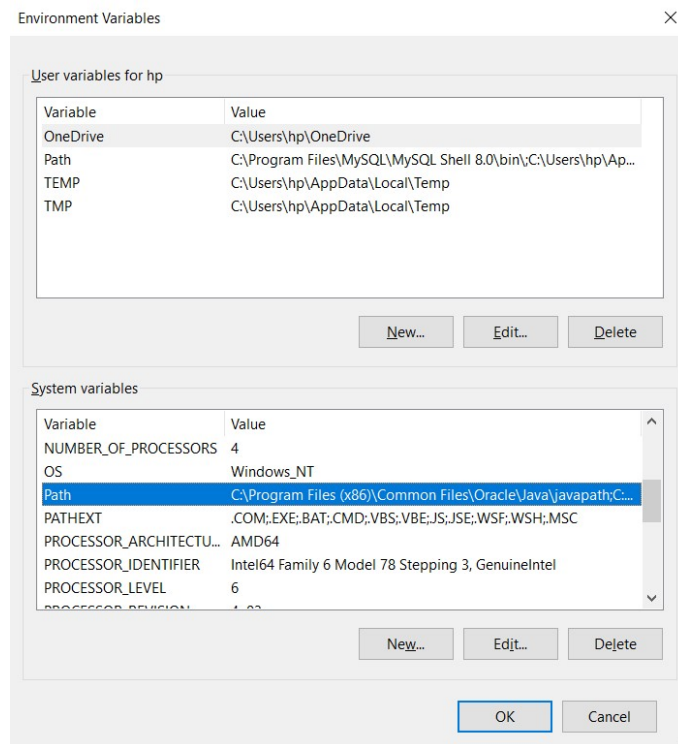 Environment Variables
User variables for hp
Variable Value
OneDrive C:\Users\hp\OneDrive
Path C:\Program Files\MySQL\MySQL Shell 8.0\bin\;C:\Users\hp\Ap...
TEMP C:\Users\hp\AppData\Local\Temp
TMP C:\Users\hp\AppData\Local\Temp
New... Edit... Delete
System variables
Variable Value
NUMBER_OF_PROCESSORS 4
OS Windows_NT
Path C:\Program Files (x86)\Common Files\Oracle\Java\javapath;C:...
PATHEXT .COM;.EXE;.BAT;.CMD;.VBS;.VBE;.JS;.JSE;.WSF;.WSH;.MSC
PROCESSOR_ARCHITECTU... AMD64
PROCESSOR_IDENTIFIER Intel64 Family 6 Model 78 Stepping 3, GenuineIntel
PROCESSOR_LEVEL 6
New... Edit... Delete
OK Cancel